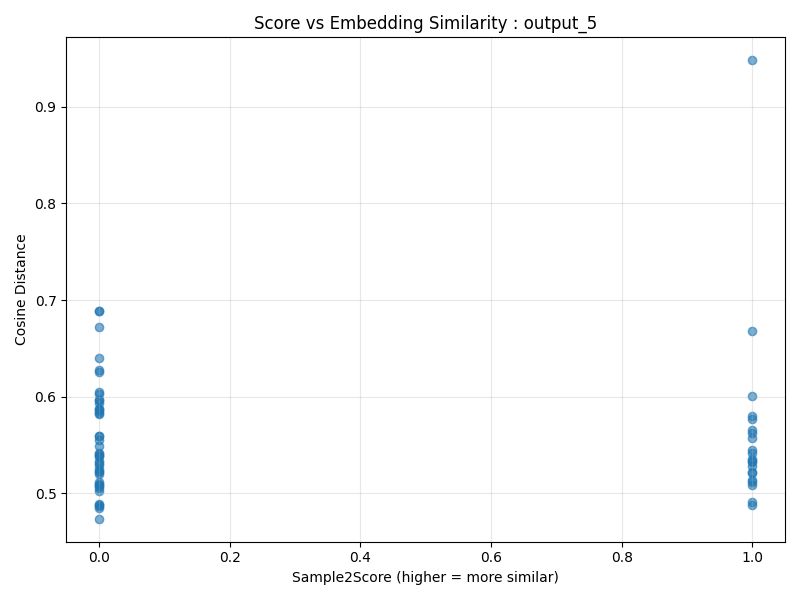 Score vs Embedding Similarity : output_5
0.9
0.8
0.7
0.6
0.5
Cosine Distance
0.0 0.2 0.4 0.6 0.8 1.0
Sample2Score (higher = more similar)